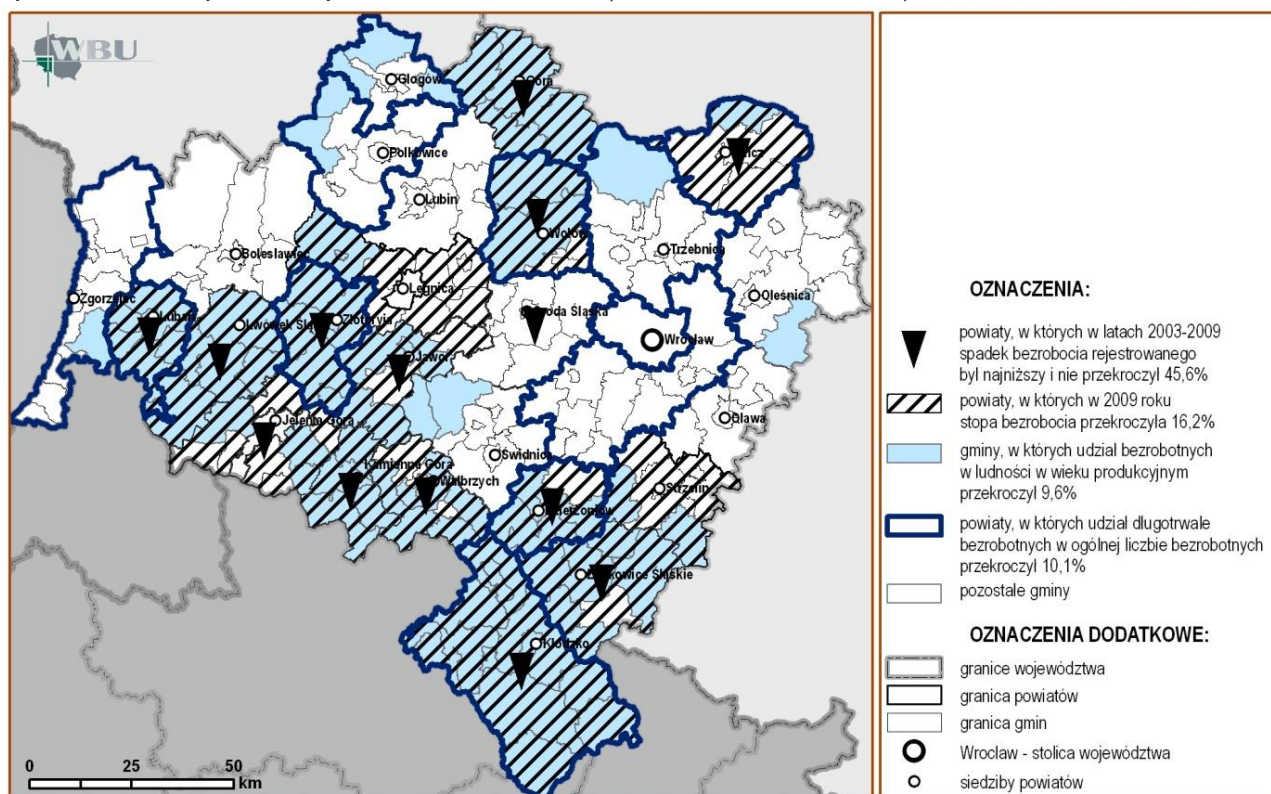 WBU
Głogów
Góra
Polkowice
Lubin
Wołów
Trzebnica
Bolesławiec
Legnica
Oleśnica
Zgorzelec
Lubań
Lwówek Śl
Złotoryja
Środa Śląska
Wrocław
Jawor
Jelenia Góra
Oława
Kamienna Góra
Świdnica
Wałbrzych
Strzelin
Dzierżoniów
Ząbkowice Śląskie
Kłodzko
0 25 50
km
OZNACZENIA:
powiaty, w których w latach 2003-2009
spadek bezrobocia rejestrowanego
był najniższy i nie przekroczył 45,6%
powiaty, w których w 2009 roku
stopa bezrobocia przekroczyła 16,2%
gminy, w których udział bezrobotnych
w ludności w wieku produkcyjnym
przekroczył 9,6%
powiaty, w których udział długotrwale
bezrobotnych w ogólnej liczbie bezrobotnych
przekroczył 10,1%
pozostałe gminy
OZNACZENIA DODATKOWE:
granice województwa
granica powiatów
granica gmin
Wrocław - stolica województwa
siedziby powiatów